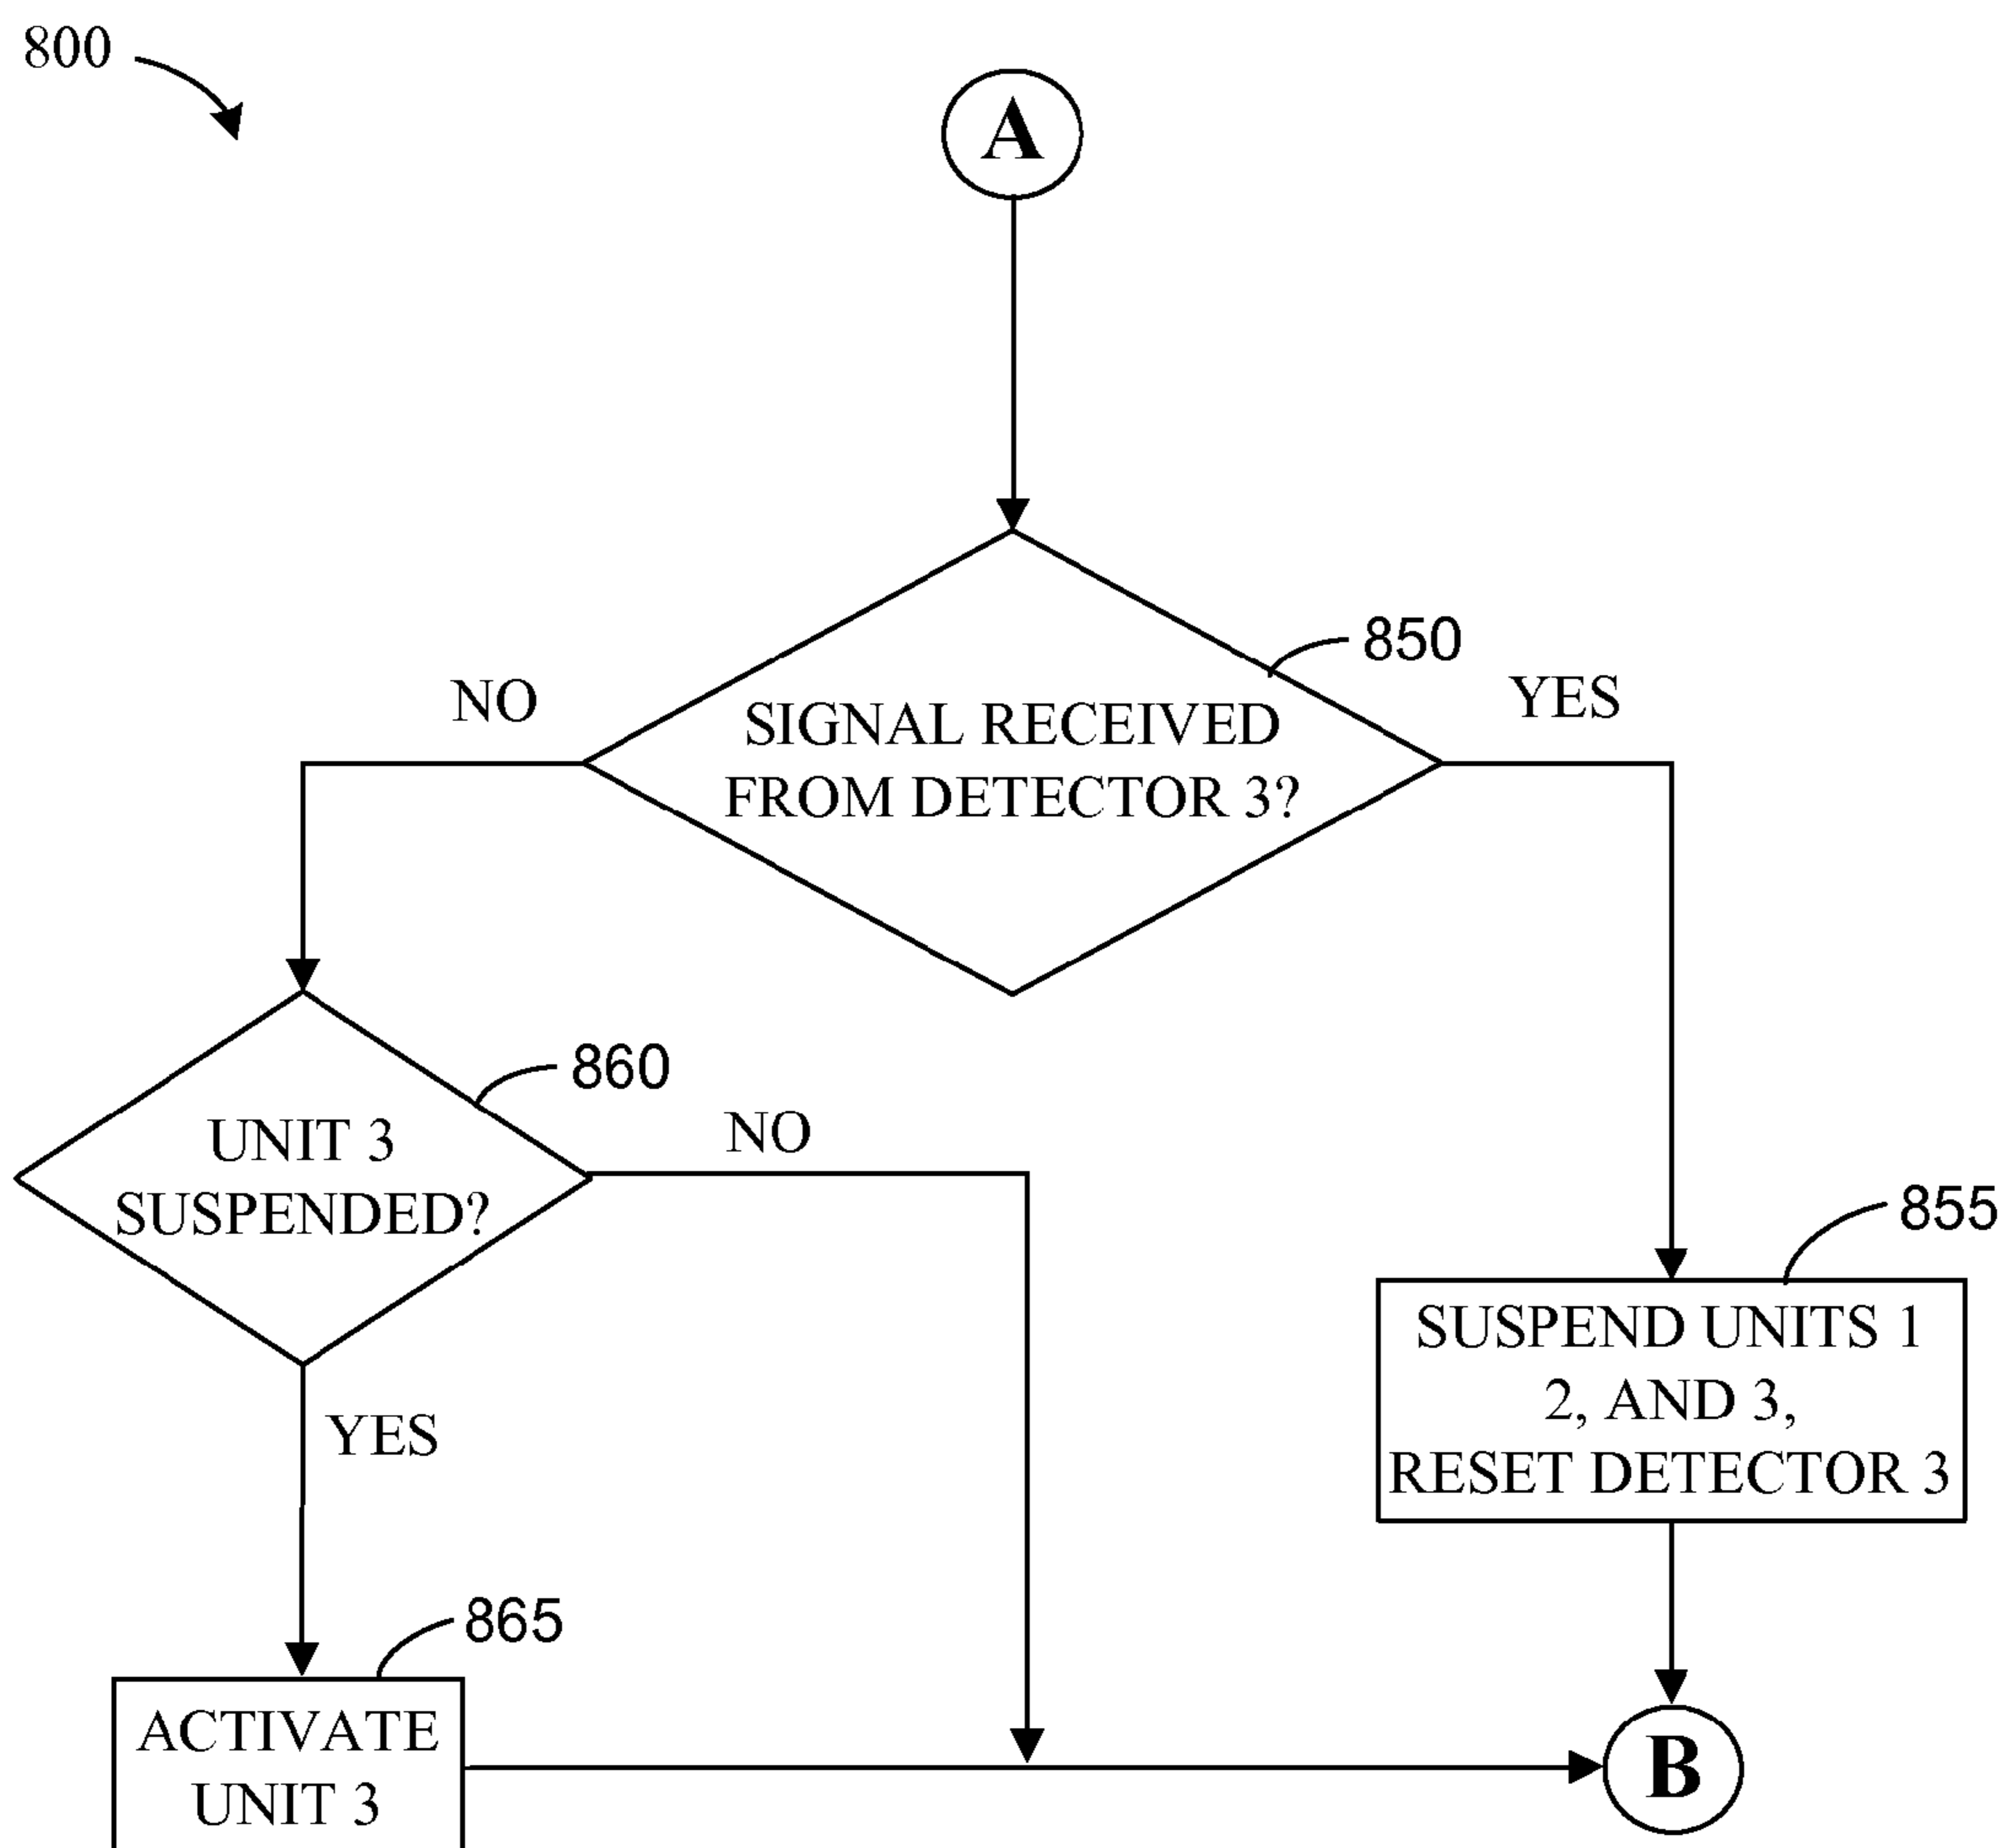 800
A
850
NO
YES
SIGNAL RECEIVED
FROM DETECTOR 3?
860
NO
UNIT 3
SUSPENDED?
855
SUSPEND UNITS 1
2, AND 3,
RESET DETECTOR 3
YES
865
ACTIVATE
UNIT 3
B